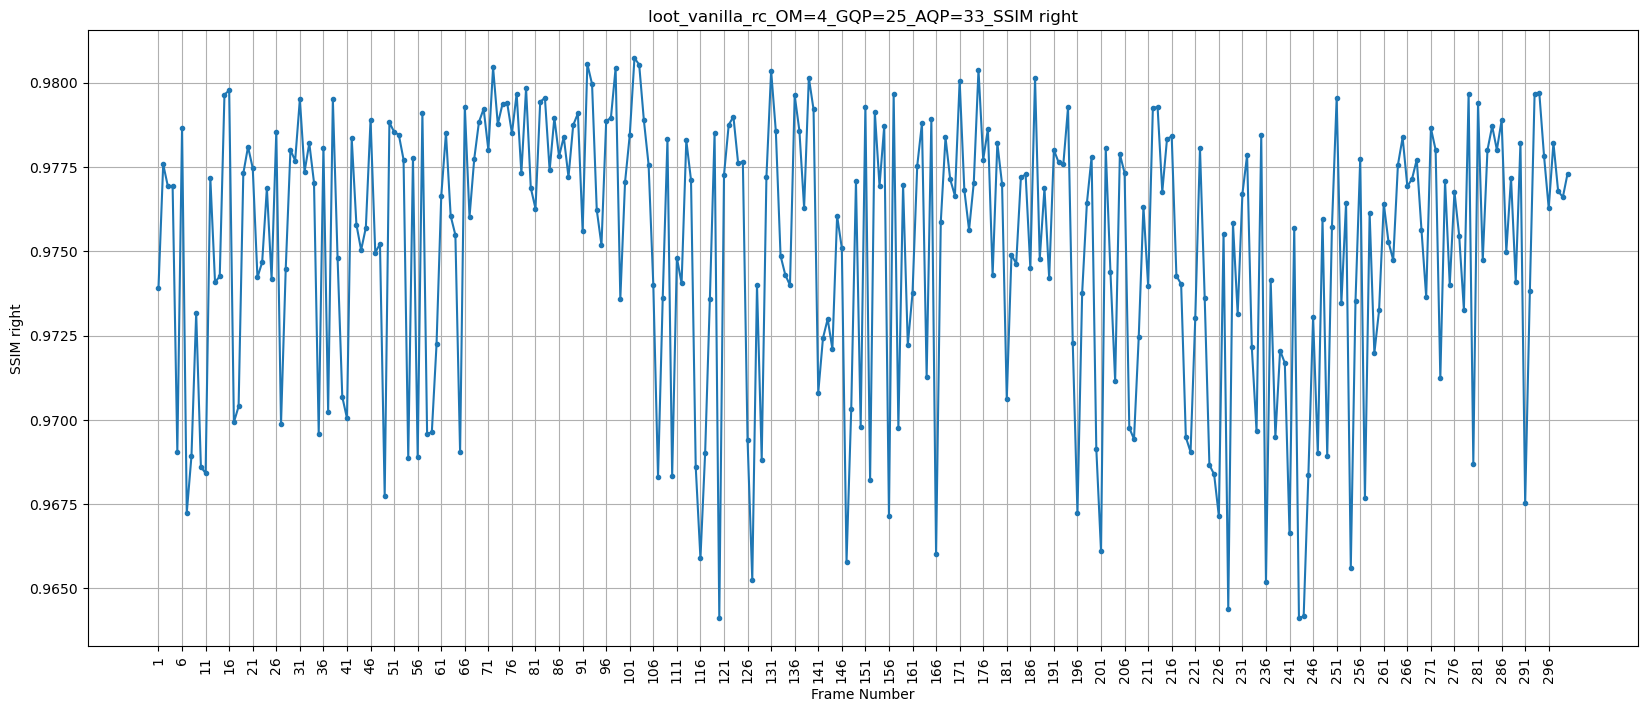 loot_vanilla_rc_OM=4_GQP=25_AQP=33_SSIM right
0.9800
0.9775
0.9750
0.9725
0.9700
0.9675
0.9650
SSIM right
1 6 11 16 21 26 31 36 41 46 51 56 61 66 71 76 81 86 91 96 101 106 111 116 121 126 131 136 141 146 151 156 161 166 171 176 181 186 191 196 201 206 211 216 221 226 231 236 241 246 251 256 261 266 271 276 281 286 291 296
Frame Number